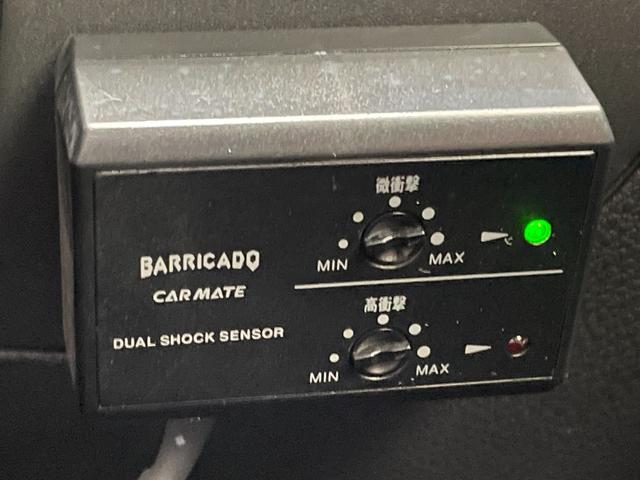 微衝撃
MIN
MAX
BARRICADO
CARMATE
高衝撃
DUAL SHOCK SENSOR
MIN
MAX